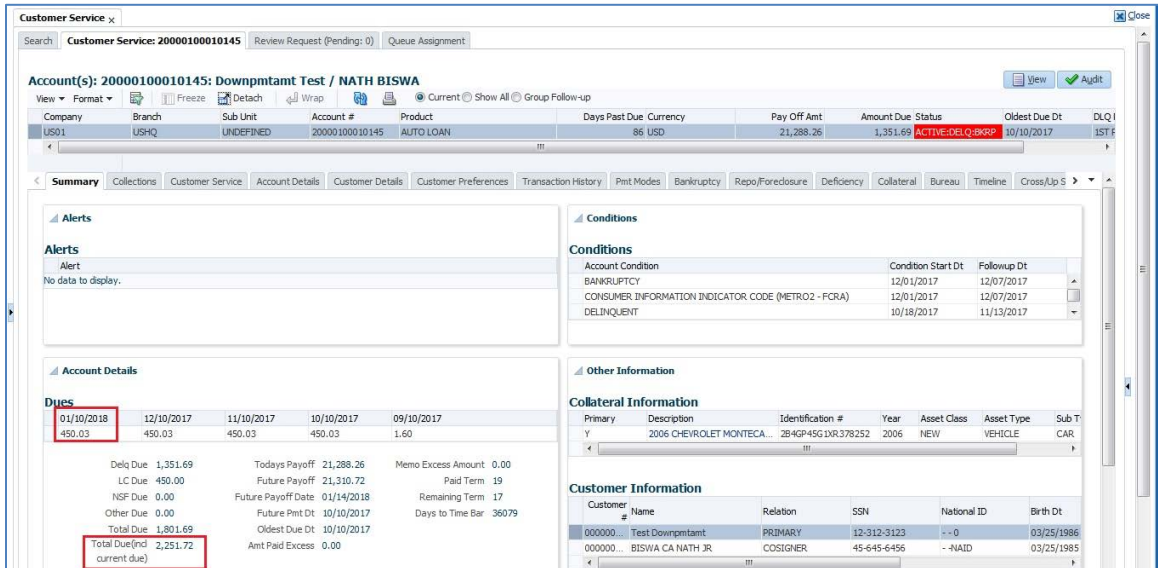 Customer Service x
Close
Search Customer Service: 20000100010145 Review Request (Pending: 0) Queue Assignment
Account(s): 20000100010145: Downpmtamt Test / NATH BISWA
View Audit
View Format Freeze Detach Wrap Current Show All Group Follow-up
Company Branch Sub Unit Account # Product Days Past Due Currency Pay Off Amt Amount Due Status Oldest Due Dt DLQ
US01 USHQ UNDEFINED 20000100010145 AUTO LOAN 86 USD 21,288.26 1,351.69 ACTIVE:DELQ:BKRP 10/10/2017 1ST
Summary Collections Customer Service Account Details Customer Details Customer Preferences Transaction History Pmt Modes Bankruptcy Repo/Foreclosure Deficiency Collateral Bureau Timeline Cross/Up S
Alerts
Alerts
Alert
No data to display.
Conditions
Conditions
Account Condition Condition Start Dt Followup Dt
BANKRUPTCY 12/01/2017 12/07/2017
CONSUMER INFORMATION INDICATOR CODE (METRO2 - FCRA) 12/01/2017 12/07/2017
DELINQUENT 10/18/2017 11/13/2017
Account Details
Dues
01/10/2018 12/10/2017 11/10/2017 10/10/2017 09/10/2017
450.03 450.03 450.03 450.03 1.60
Delq Due 1,351.69 Todays Payoff 21,288.26 Memo Excess Amount 0.00
LC Due 450.00 Future Payoff 21,310.72 Paid Term 19
NSF Due 0.00 Future Payoff Date 01/14/2018 Remaining Term 17
Other Due 0.00 Future Pmt Dt 10/10/2017 Days to Time Bar 36079
Total Due 1,801.69 Oldest Due Dt 10/10/2017
Total Due(incl current due) 2,251.72 Amt Paid Excess 0.00
Other Information
Collateral Information
Primary Description Identification # Year Asset Class Asset Type Sub T
Y 2006 CHEVROLET MONTECA... 2B4GP45G1XR378252 2006 NEW VEHICLE CAR
Customer Information
Customer # Name Relation SSN National ID Birth Dt
000000... Test Downpmtamt PRIMARY 12-312-3123 - - 0 03/25/1986
000000... BISWA CA NATH JR COSIGNER 45-645-6456 - -NAID 03/25/1985